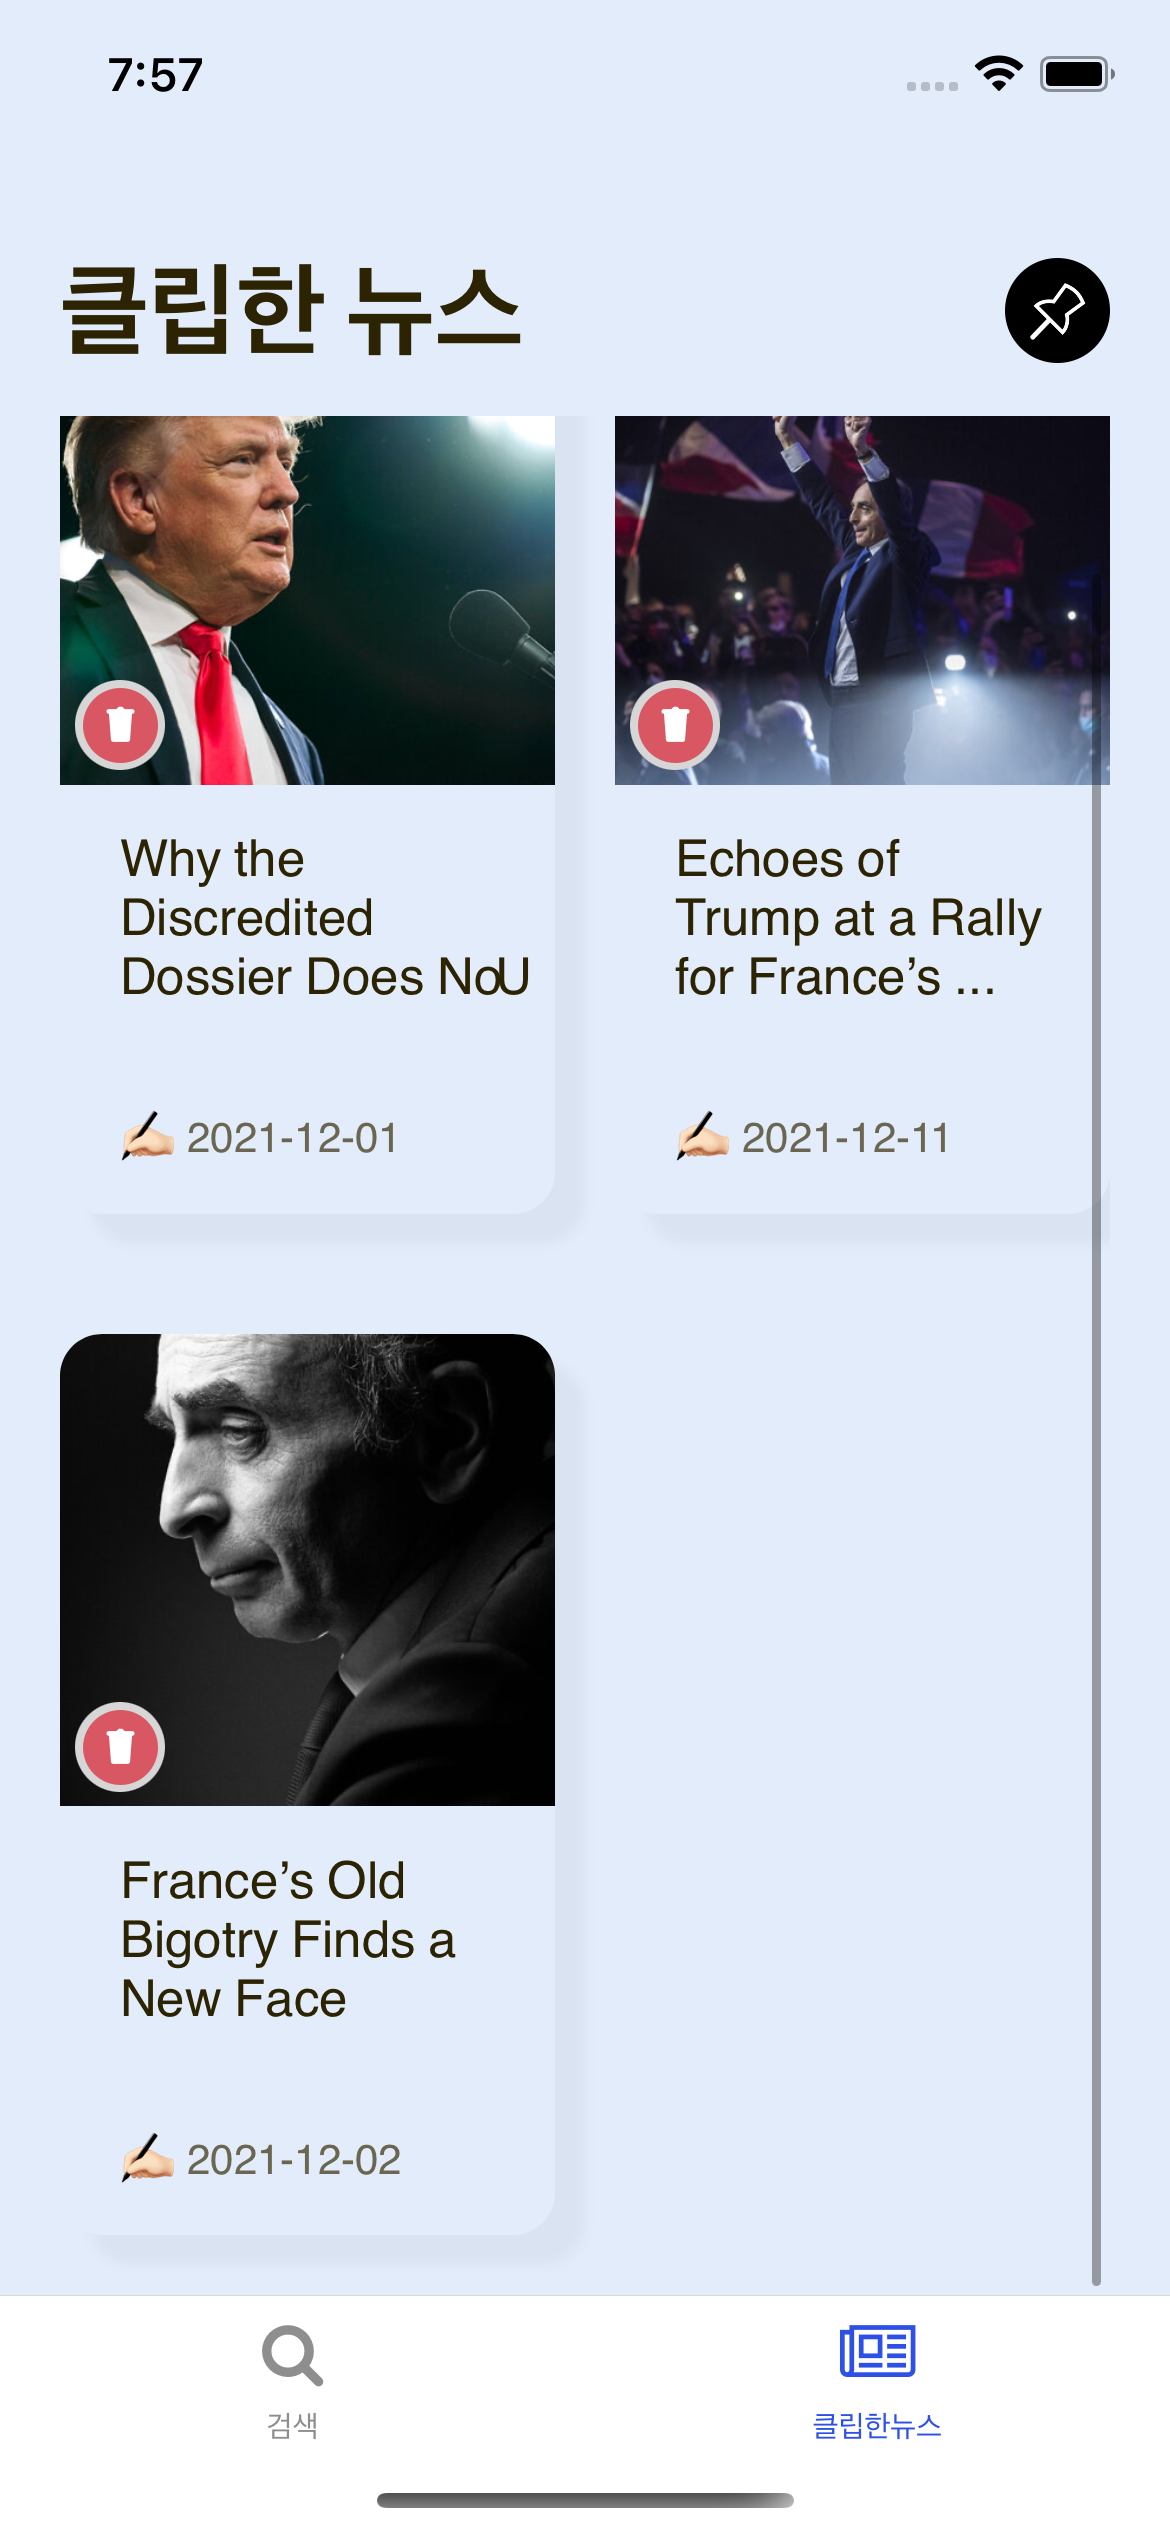 7:57
클립한 뉴스
Why the
Discredited
Dossier Does NoU
✍🏻 2021-12-01
Echoes of
Trump at a Rally
for France’s ...
✍🏻 2021-12-11
France’s Old
Bigotry Finds a
New Face
✍🏻 2021-12-02
검색
클립한뉴스